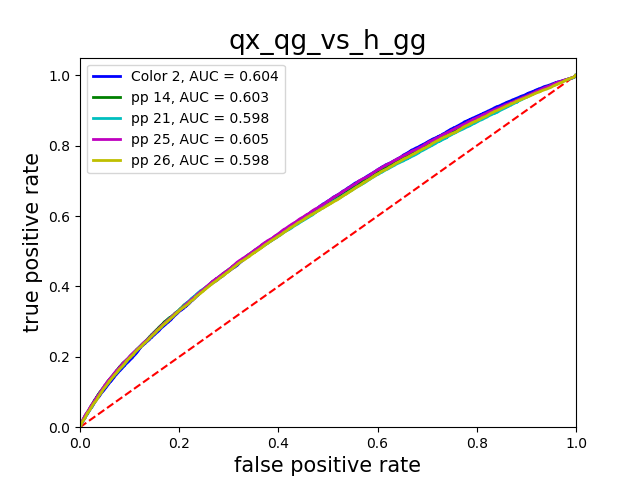 qx_qg_vs_h_gg
Color 2, AUC = 0.604
pp 14, AUC = 0.603
pp 21, AUC = 0.598
pp 25, AUC = 0.605
pp 26, AUC = 0.598
true positive rate
1.0
0.8
0.6
0.4
0.2
0.0
0.0 0.2 0.4 0.6 0.8 1.0
false positive rate